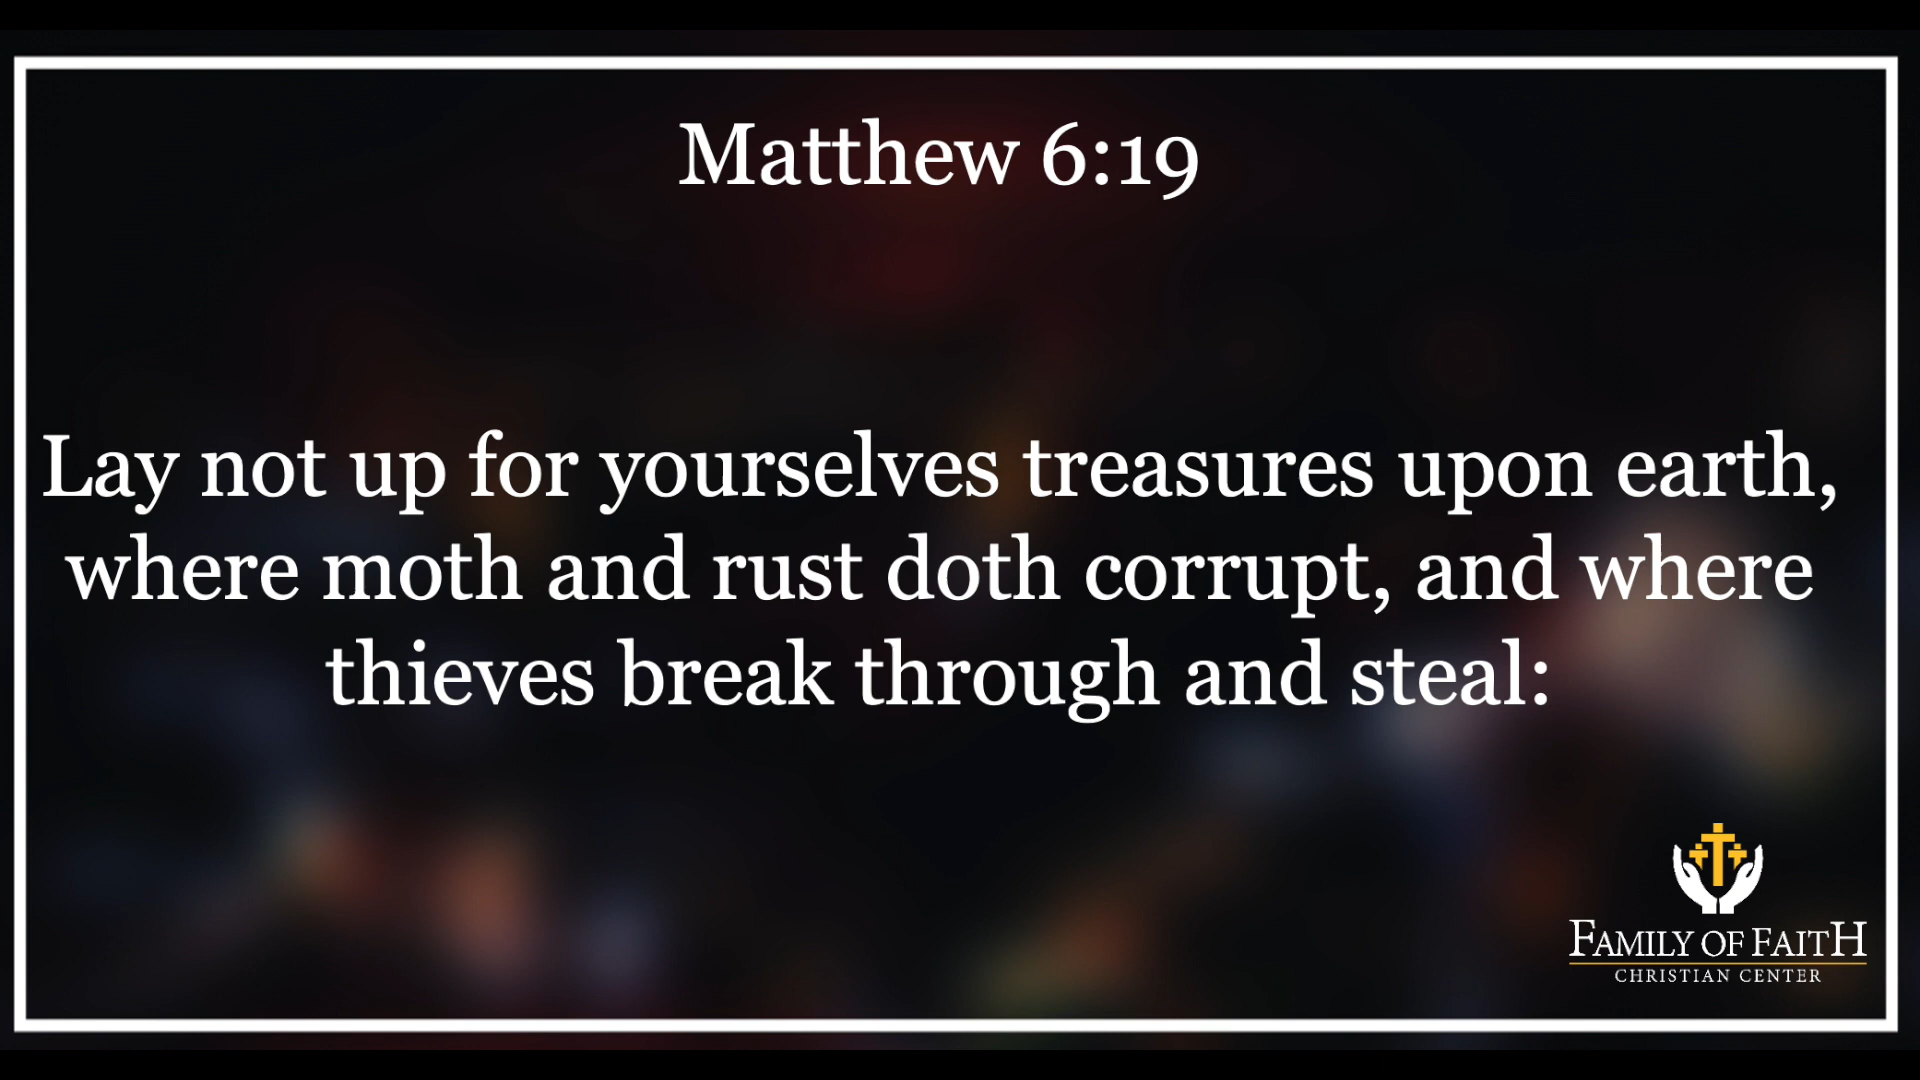 Matthew 6:19
Lay not up for yourselves treasures upon earth,
where moth and rust doth corrupt, and where
thieves break through and steal:
FAMILY OF FAITH
CHRISTIAN CENTER